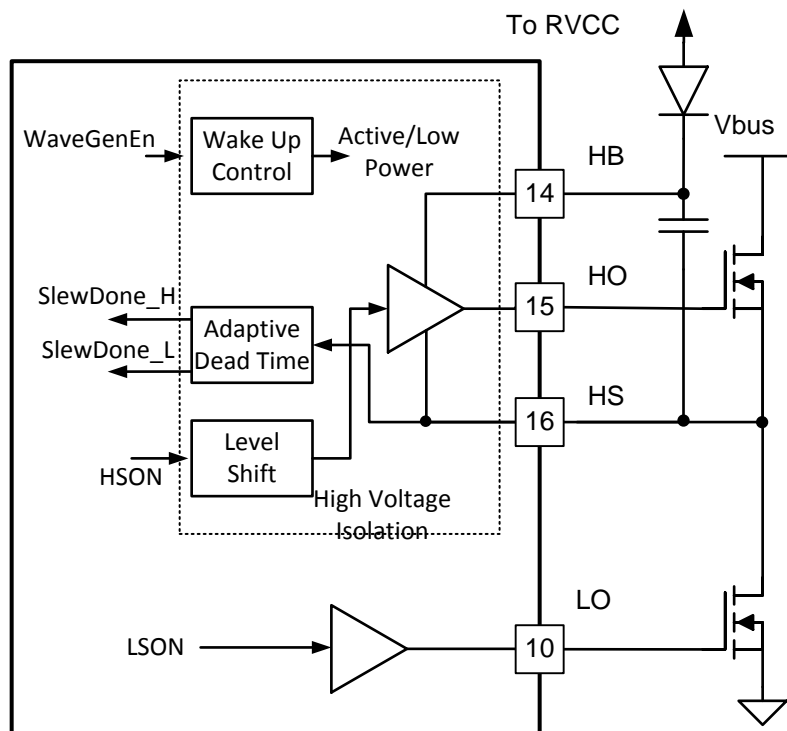 To RVCC
Vbus
WaveGenEn
Wake Up
Control
Active/Low
Power
HB
14
SlewDone_H
SlewDone_L
Adaptive
Dead Time
HO
15
HS
16
HSON
Level
Shift
High Voltage
Isolation
LO
LSON
10